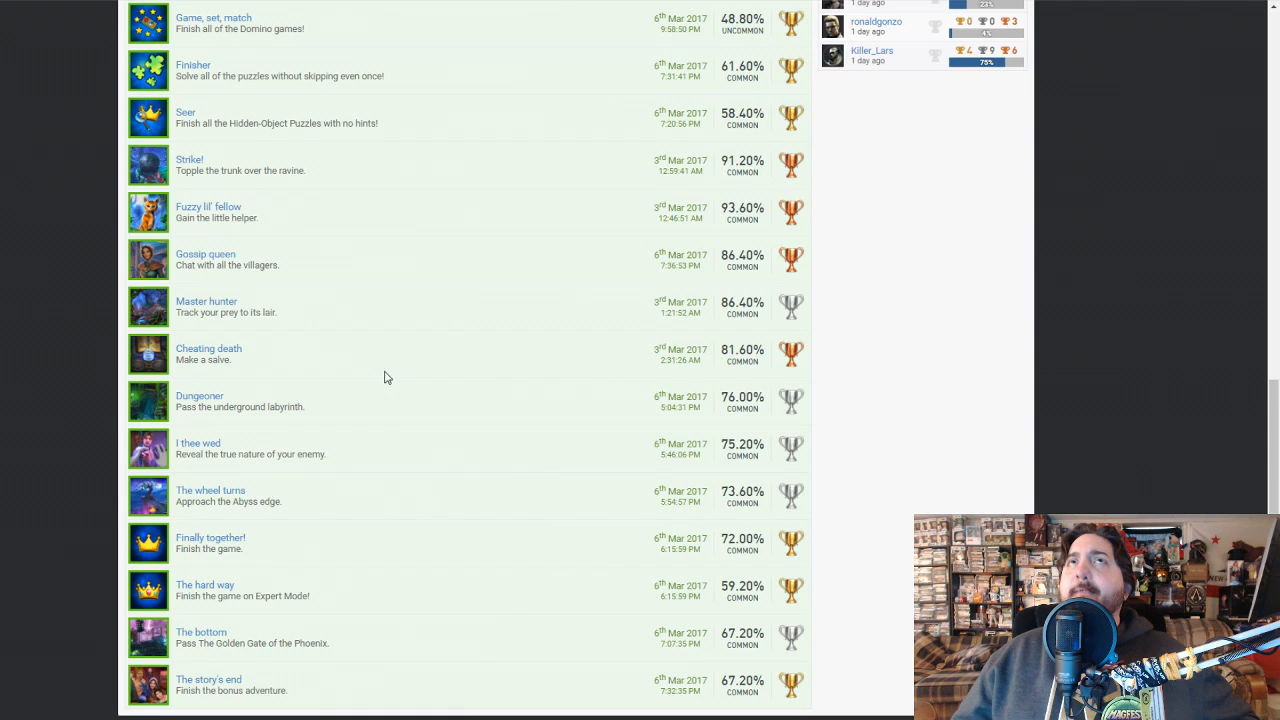 Game, set, match
Finish all of the Domino games!
6th Mar 2017
9:58:50 PM
48.80%
UNCOMMON
Finisher
Solve all of the puzzles without skipping even once!
6th Mar 2017
7:31:41 PM
61.60%
COMMON
Seer
Finish all the Hidden-Object Puzzles with no hints!
6th Mar 2017
7:20:56 PM
58.40%
COMMON
Strike!
Topple the trunk over the ravine.
3rd Mar 2017
12:59:41 AM
91.20%
COMMON
Fuzzy lil' fellow
Gain the little helper.
3rd Mar 2017
12:46:51 AM
93.60%
COMMON
Gossip queen
Chat with all the villagers.
6th Mar 2017
7:36:53 PM
86.40%
COMMON
Master hunter
Track your prey to its lair.
3rd Mar 2017
1:21:52 AM
86.40%
COMMON
Cheating death
Make a salve.
3rd Mar 2017
2:31:26 AM
81.60%
COMMON
Dungeoner
Pass the underground labyrinth.
6th Mar 2017
5:04:31 PM
76.00%
COMMON
I thee wed
Reveal the true nature of your enemy.
6th Mar 2017
5:46:06 PM
75.20%
COMMON
The wheel turns
Approach the Abyss edge.
6th Mar 2017
5:54:57 PM
73.60%
COMMON
Finally together!
Finish the game.
6th Mar 2017
6:15:59 PM
72.00%
COMMON
The hard way
Finish the game on Expert Mode!
6th Mar 2017
6:15:59 PM
59.20%
COMMON
The bottom
Pass The Golden Gate of the Phoenix.
6th Mar 2017
7:07:35 PM
67.20%
COMMON
The story's end
Finish the bonus adventure.
6th Mar 2017
7:32:35 PM
67.20%
COMMON
1 day ago
23%
ronaldgonzo
1 day ago
0 0 3
4%
Killer_Lars
1 day ago
4 9 6
75%
MAGFEST